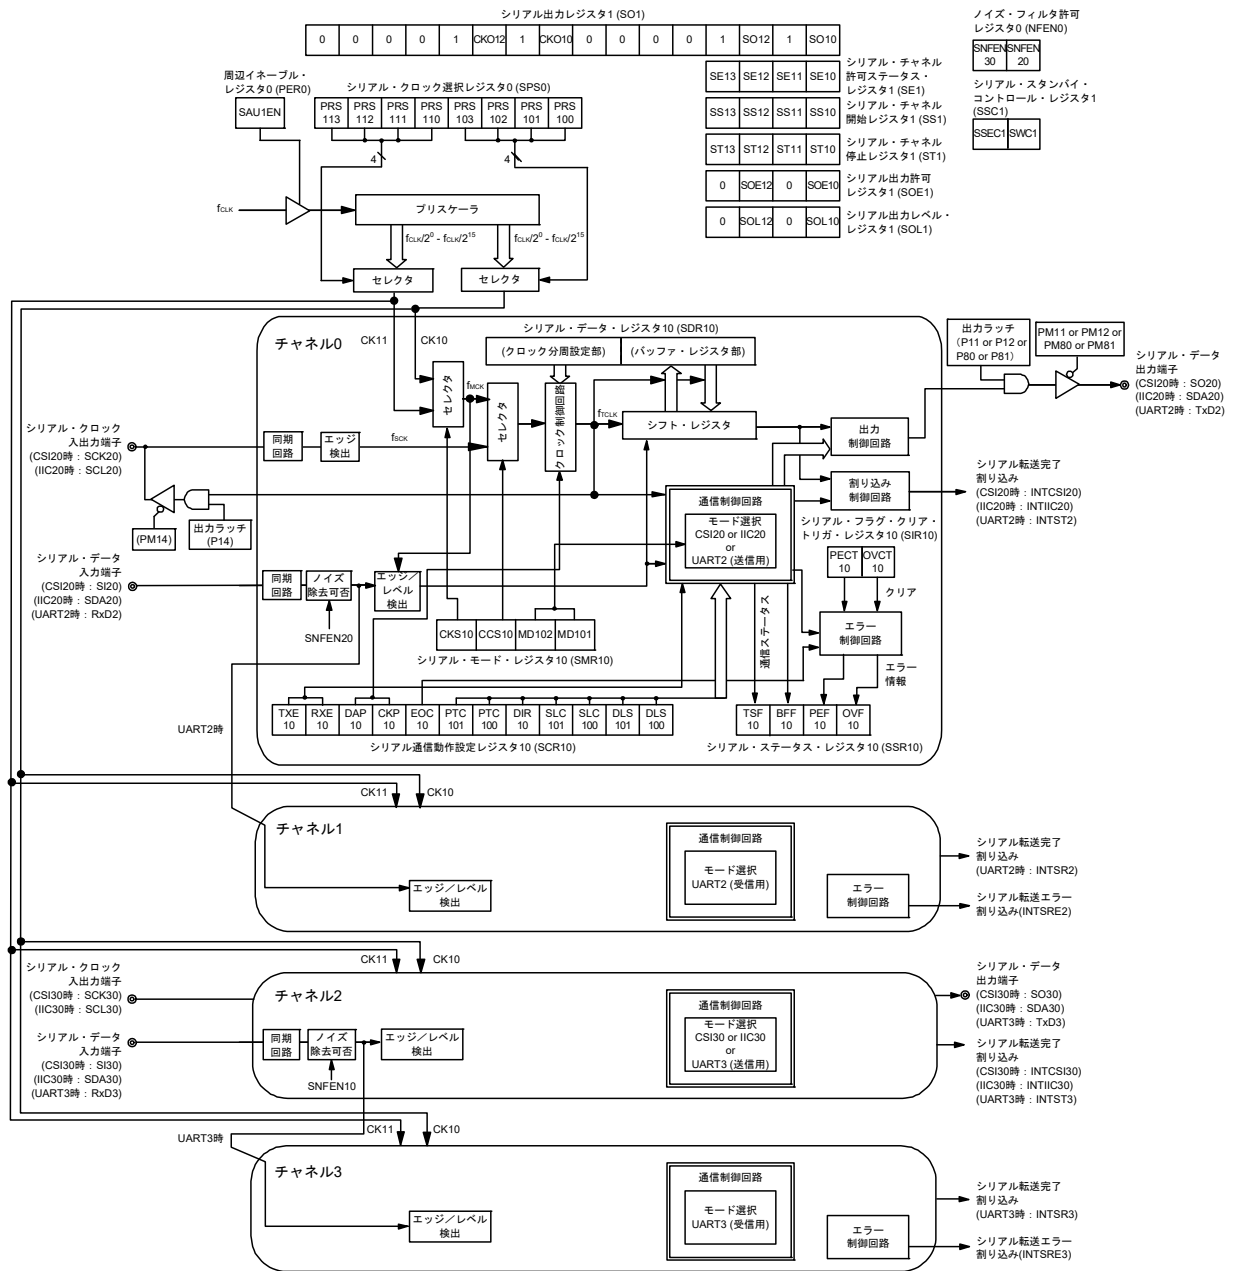 シリアル出力レジスタ1 (SO1)
0 0 0 0 1 CKO12 1 CKO10 0 0 0 0 1 SO12 1 SO10
ノイズ・フィルタ許可
レジスタ0 (NFEN0)
SNFEN
30
SNFEN
20
シリアル・スタンバイ・
コントロール・レジスタ1
(SSC1)
SSEC1 SWC1
SE13 SE12 SE11 SE10
シリアル・チャネル
許可ステータス・
レジスタ1 (SE1)
SS13 SS12 SS11 SS10
シリアル・チャネル
開始レジスタ1 (SS1)
ST13 ST12 ST11 ST10
シリアル・チャネル
停止レジスタ1 (ST1)
0 SOE12 0 SOE10
シリアル出力許可
レジスタ1 (SOE1)
0 SOL12 0 SOL10
シリアル出力レベル・
レジスタ1 (SOL1)
周辺イネーブル・
レジスタ0 (PER0)
SAU1EN
シリアル・クロック選択レジスタ0 (SPS0)
PRS
113
PRS
112
PRS
111
PRS
110
PRS
103
PRS
102
PRS
101
PRS
100
4
4
fCLK
プリスケーラ
fCLK/2⁰ - fCLK/2¹⁵
fCLK/2⁰ - fCLK/2¹⁵
セレクタ
セレクタ
チャネル0
CK11
CK10
シリアル・データ・レジスタ10 (SDR10)
(クロック分周設定部)
(バッファ・レジスタ部)
セレクタ
fMCK
セレクタ
クロック制御回路
fTCLK
シフト・レジスタ
出力
制御回路
割り込み
制御回路
出力ラッチ
(P11 or P12 or
P80 or P81)
PM11 or PM12 or
PM80 or PM81
シリアル・データ
出力端子
(CSI20時：SO20)
(IIC20時：SDA20)
(UART2時：TxD2)
シリアル・クロック
入出力端子
(CSI20時：SCK20)
(IIC20時：SCL20)
同期
回路
エッジ
検出
fSCK
(PM14)
出力ラッチ
(P14)
通信制御回路
モード選択
CSI20 or IIC20
or
UART2 (送信用)
シリアル転送完了
割り込み
(CSI20時：INTCSI20)
(IIC20時：INTIIC20)
(UART2時：INTST2)
シリアル・フラグ・クリア・
トリガ・レジスタ10 (SIR10)
PECT
10
OVCT
10
クリア
シリアル・データ
入力端子
(CSI20時：SI20)
(IIC20時：SDA20)
(UART2時：RxD2)
同期
回路
ノイズ
除去可否
SNFEN20
エッジ／
レベル
検出
CKS10 CCS10 MD102 MD101
シリアル・モード・レジスタ10 (SMR10)
通信ステータス
エラー
制御回路
エラー
情報
UART2時
TXE
10
RXE
10
DAP
10
CKP
10
EOC
10
PTC
101
PTC
100
DIR
10
SLC
101
SLC
100
DLS
101
DLS
100
シリアル通信動作設定レジスタ10 (SCR10)
TSF
10
BFF
10
PEF
10
OVF
10
シリアル・ステータス・レジスタ10 (SSR10)
CK11
CK10
チャネル1
エッジ／レベル
検出
通信制御回路
モード選択
UART2 (受信用)
エラー
制御回路
シリアル転送完了
割り込み
(UART2時：INTSR2)
シリアル転送エラー
割り込み(INTSRE2)
CK11
CK10
シリアル・クロック
入出力端子
(CSI30時：SCK30)
(IIC30時：SCL30)
シリアル・データ
入力端子
(CSI30時：SI30)
(IIC30時：SDA30)
(UART3時：RxD3)
チャネル2
同期
回路
ノイズ
除去可否
SNFEN10
エッジ／レベル
検出
通信制御回路
モード選択
CSI30 or IIC30
or
UART3 (送信用)
シリアル・データ
出力端子
(CSI30時：SO30)
(IIC30時：SDA30)
(UART3時：TxD3)
シリアル転送完了
割り込み
(CSI30時：INTCSI30)
(IIC30時：INTIIC30)
(UART3時：INTST3)
UART3時
CK11
CK10
チャネル3
エッジ／レベル
検出
通信制御回路
モード選択
UART3 (受信用)
エラー
制御回路
シリアル転送完了
割り込み
(UART3時：INTSR3)
シリアル転送エラー
割り込み(INTSRE3)